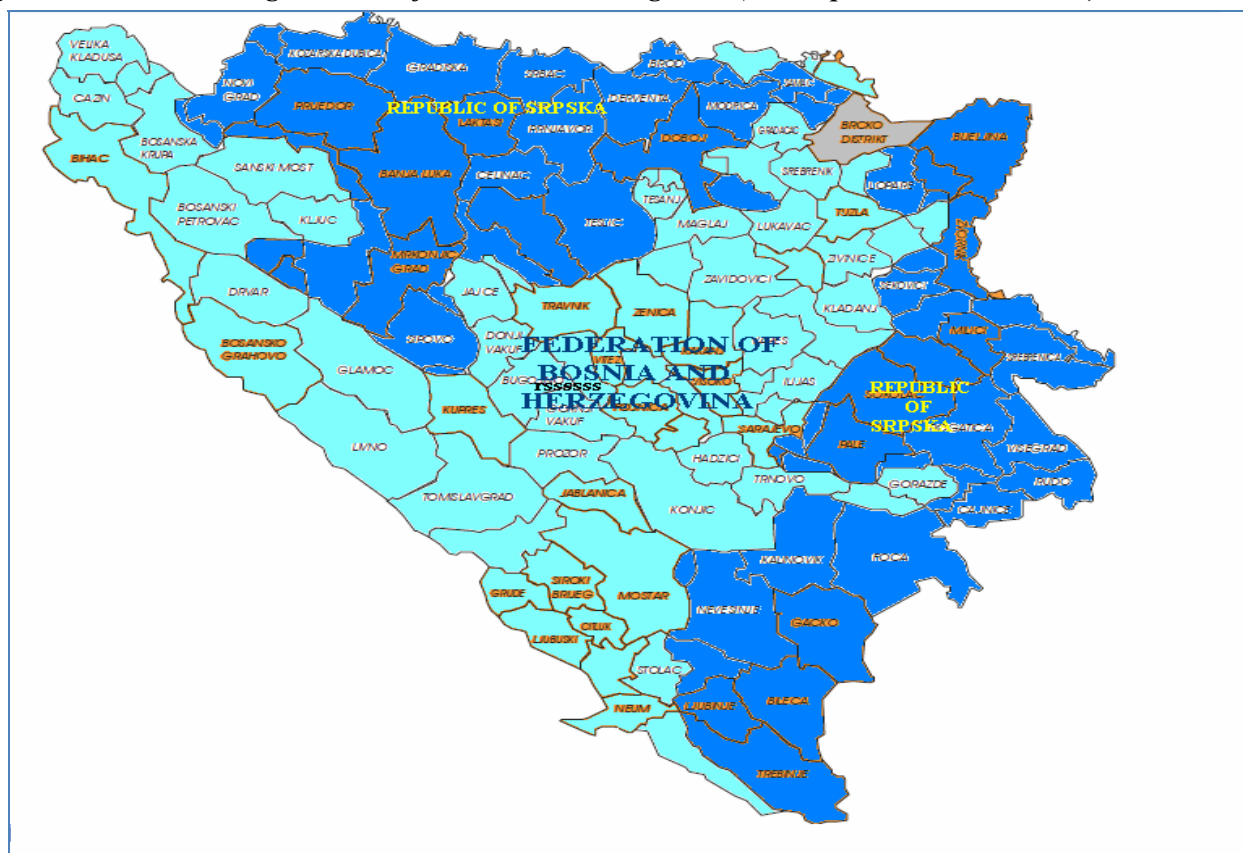 VELIKA
KLADUSA
CAZIN
BIHAC
BOSANSKA
KRUPA
NOVI
GRAD
KOZARSKA DUBICA
GRADISKA
SRBAC
BROD
DERVENTA
MODRICA
PRIJEDOR
REPUBLIC OF SRPSKA
LAKTASI
PRNJAVOR
DOBOJ
GRADACAC
BRCKO
DISTRIKT
BIJELJINA
SANSKI MOST
BANJA LUKA
CELINAC
SREBRENIK
LOPARE
BOSANSKI
PETROVAC
KLJUC
TESLIC
TESANJ
MAGLAJ
LUKAVAC
TUZLA
ZVORNIK
MRKONJIC
GRAD
ZIVINICE
DRVAR
JAJCE
ZAVIDOVICI
SEKOVICI
TRAVNIK
ZENICA
KLADANJ
BOSANSKO
GRAHOVO
SIPOVO
DONJI
VAKUF
MILICI
SREBRENICA
GLAMOC
FEDERATION OF
BOSNIA AND
HERZEGOVINA
VITEZ
VISOKO
ILIJAS
rssssss
REPUBLIC
OF
SRPSKA
KUPRES
VAKUF
SARAJEVO
PALE
VISEGRAD
LIVNO
PROZOR
HADZICI
RUDO
TOMISLAVGRAD
JABLANICA
TRNOVO
GORAZDE
KONJIC
CAJNICE
KALINOVIK
FOCA
SIROKI
BRIJEG
GRUDE
MOSTAR
NEVESINJE
GACKO
CITLUK
LJUBUSKI
STOLAC
NEUM
LJUBINJE
BILECA
TREBINJE